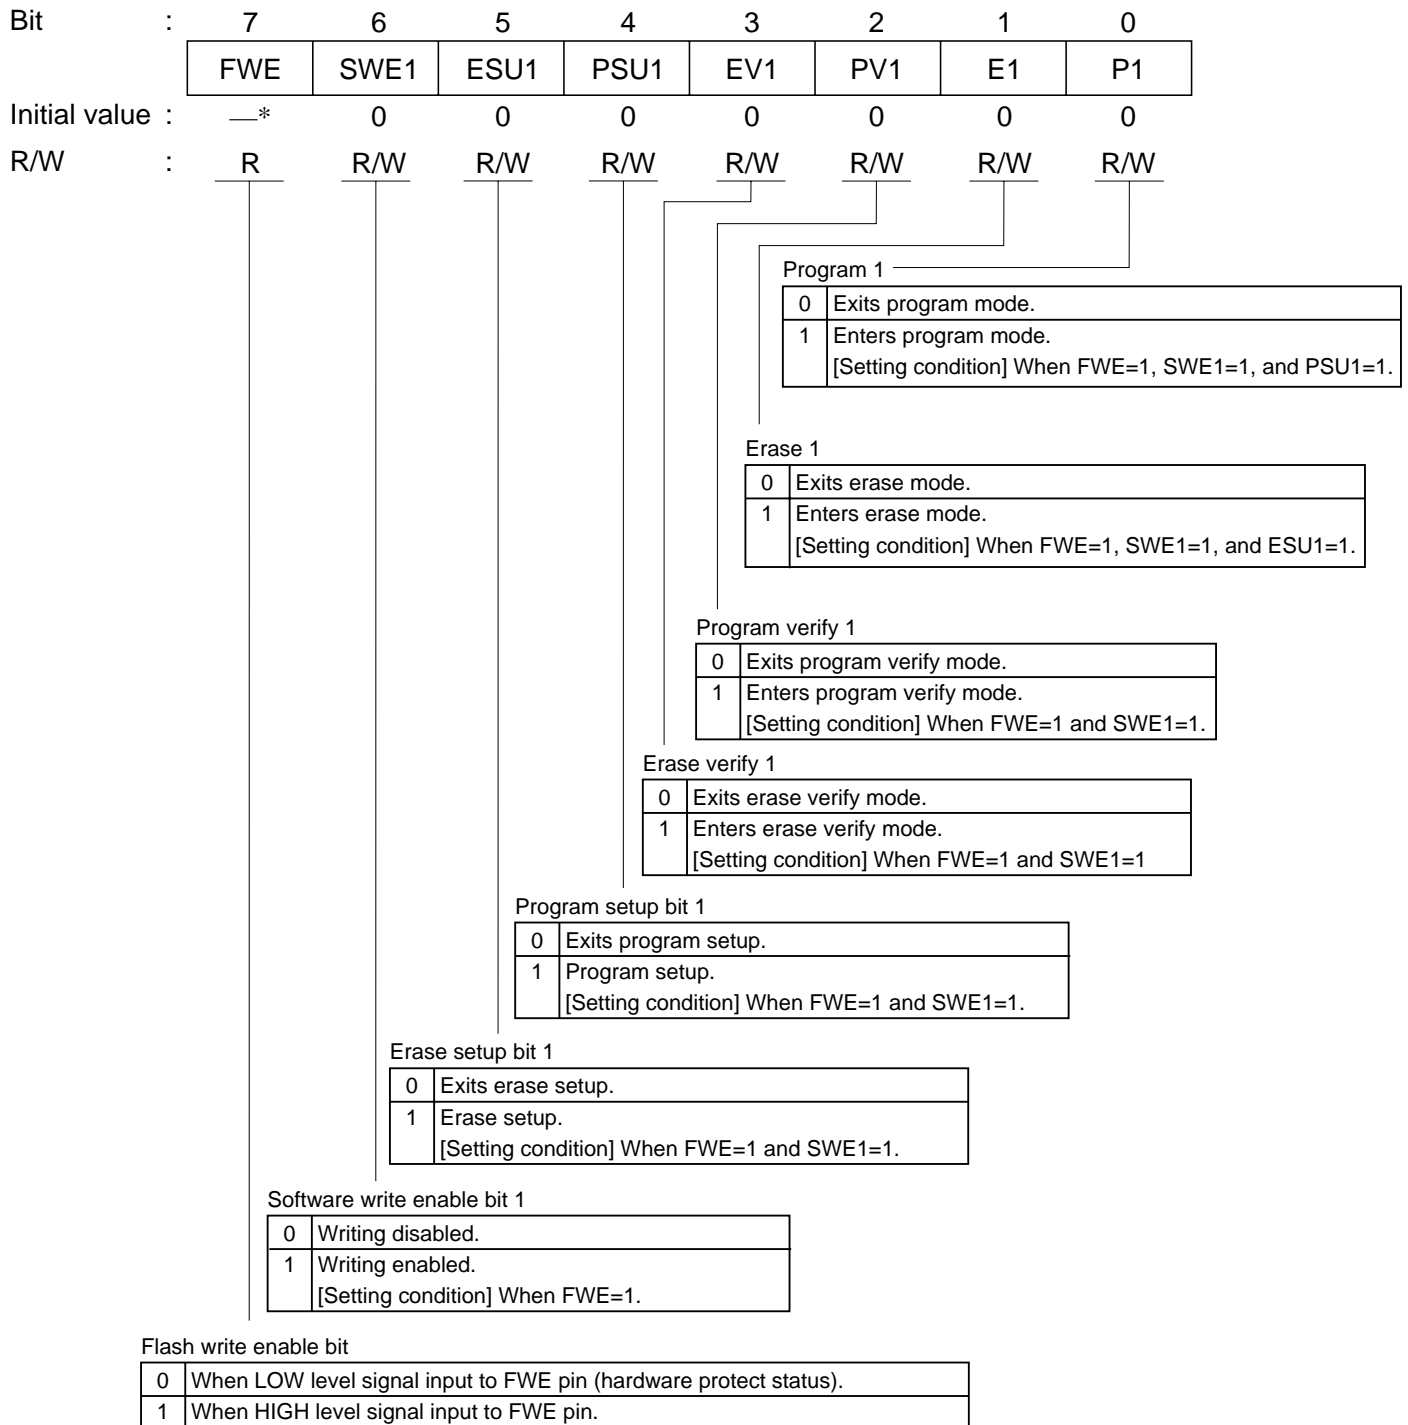 Bit : 7 6 5 4 3 2 1 0
FWE SWE1 ESU1 PSU1 EV1 PV1 E1 P1
Initial value : —* 0 0 0 0 0 0 0
R/W : R R/W R/W R/W R/W R/W R/W R/W
Program 1
0 Exits program mode.
1 Enters program mode.
[Setting condition] When FWE=1, SWE1=1, and PSU1=1.
Erase 1
0 Exits erase mode.
1 Enters erase mode.
[Setting condition] When FWE=1, SWE1=1, and ESU1=1.
Program verify 1
0 Exits program verify mode.
1 Enters program verify mode.
[Setting condition] When FWE=1 and SWE1=1.
Erase verify 1
0 Exits erase verify mode.
1 Enters erase verify mode.
[Setting condition] When FWE=1 and SWE1=1
Program setup bit 1
0 Exits program setup.
1 Program setup.
[Setting condition] When FWE=1 and SWE1=1.
Erase setup bit 1
0 Exits erase setup.
1 Erase setup.
[Setting condition] When FWE=1 and SWE1=1.
Software write enable bit 1
0 Writing disabled.
1 Writing enabled.
[Setting condition] When FWE=1.
Flash write enable bit
0 When LOW level signal input to FWE pin (hardware protect status).
1 When HIGH level signal input to FWE pin.